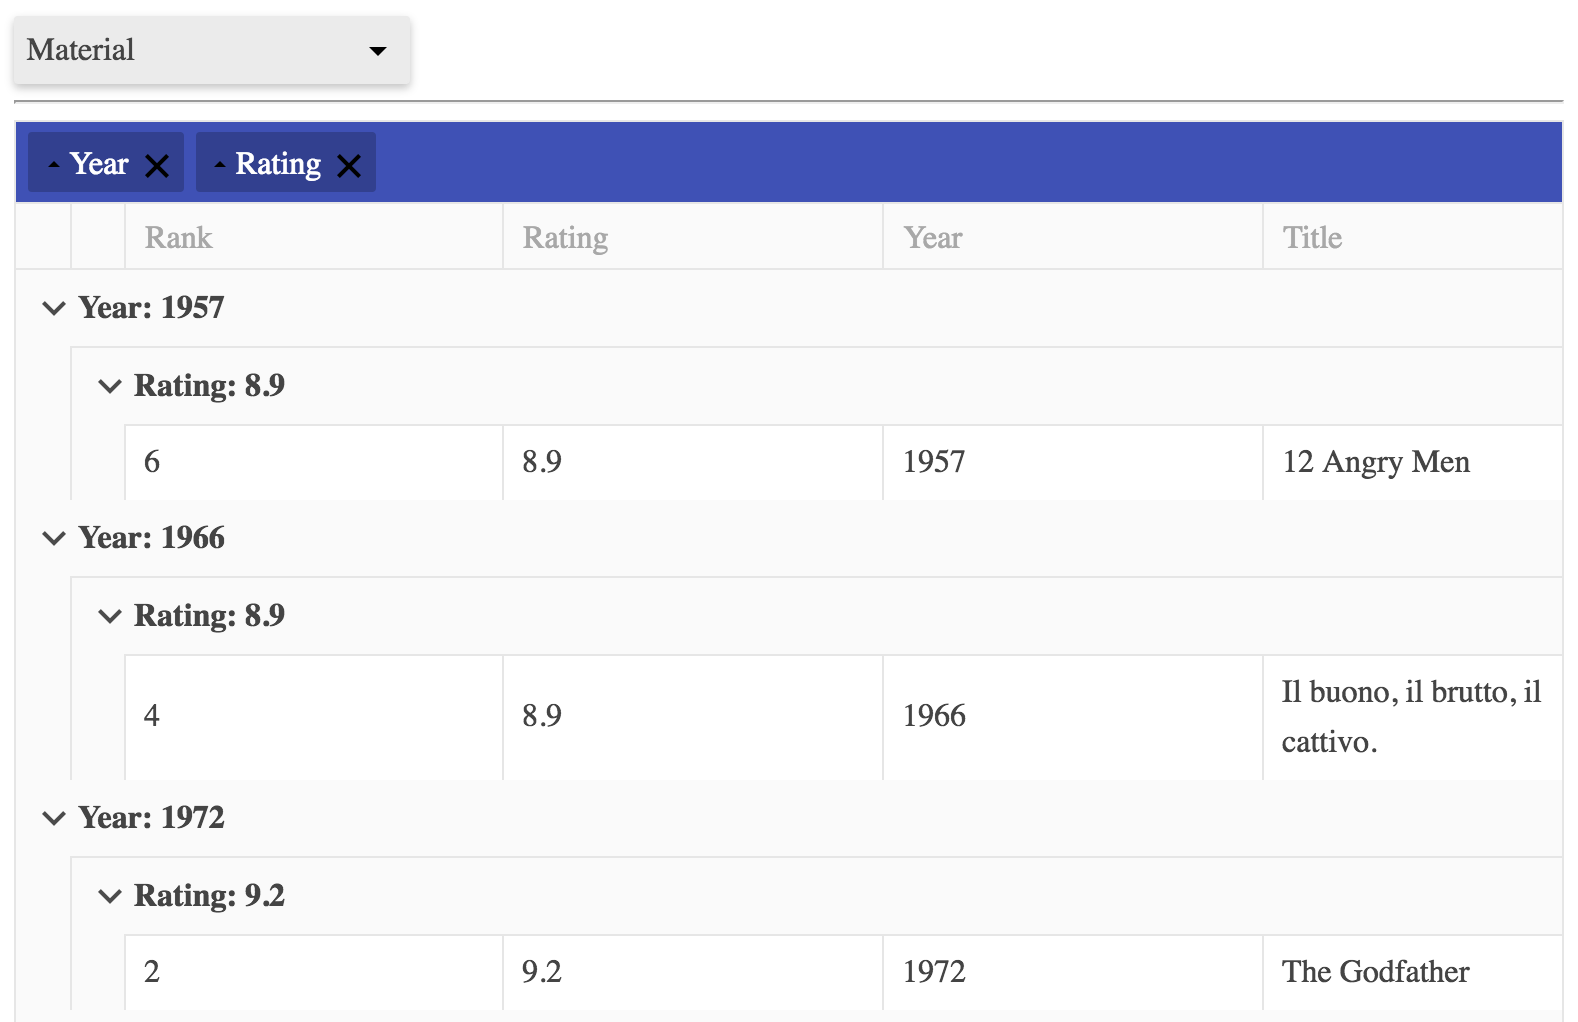 Material
Year Rating
Rank Rating Year Title
Year: 1957
Rating: 8.9
6 8.9 1957 12 Angry Men
Year: 1966
Rating: 8.9
4 8.9 1966 Il buono, il brutto, il
cattivo.
Year: 1972
Rating: 9.2
2 9.2 1972 The Godfather